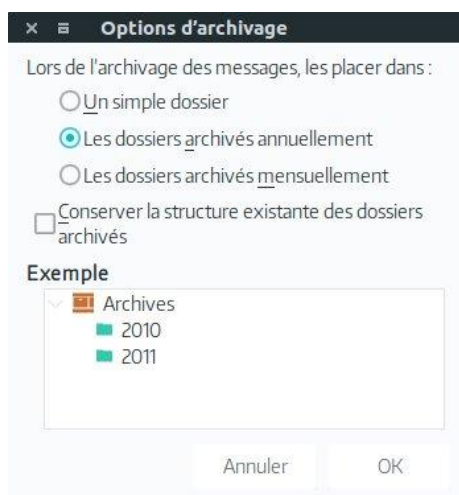 Options d'archivage
Lors de l'archivage des messages, les placer dans :
Un simple dossier
Les dossiers archivés annuellement
Les dossiers archivés mensuellement
Conserver la structure existante des dossiers
archivés
Exemple
Archives
2010
2011
Annuler OK